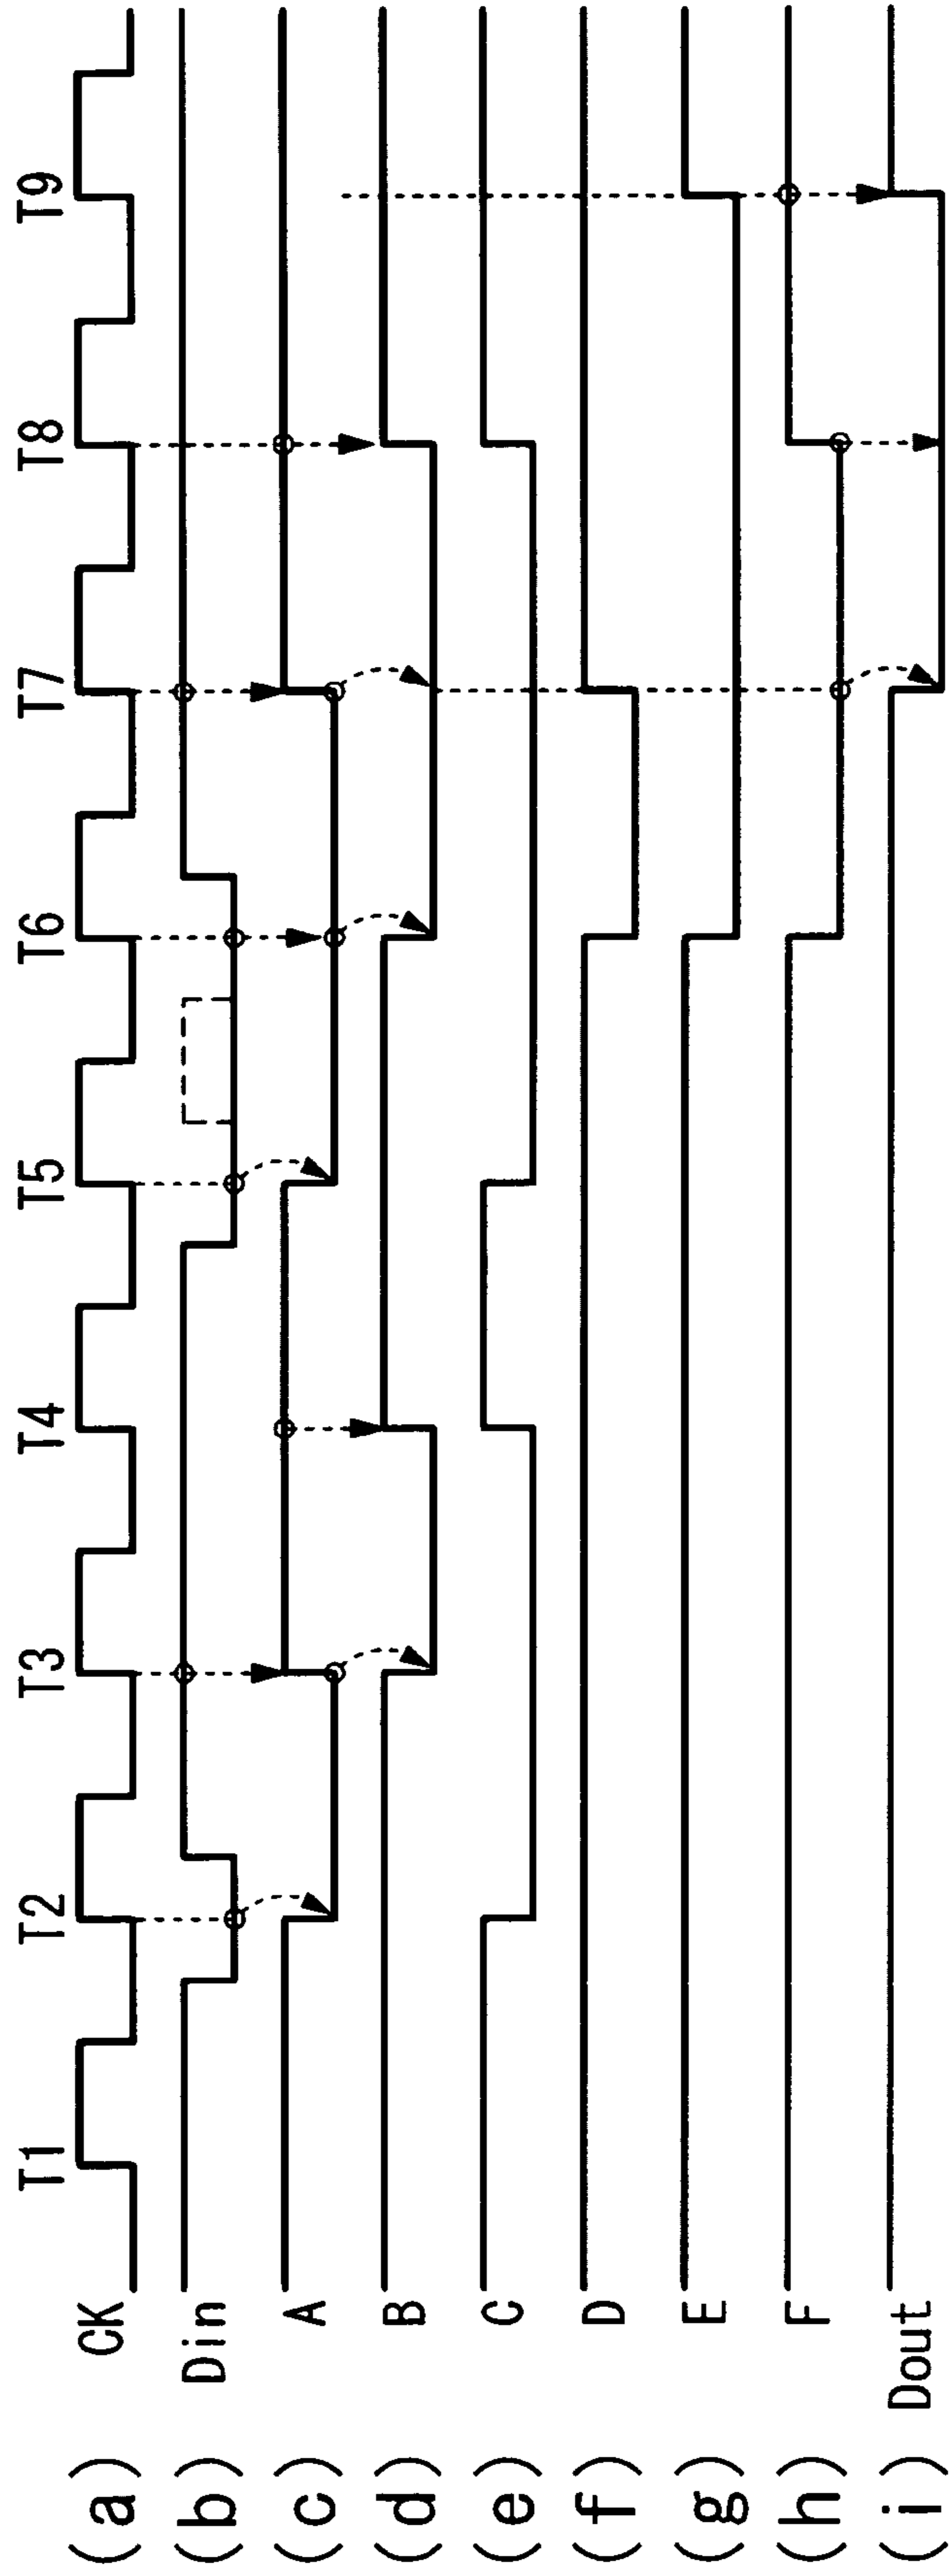 T1 T2 T3 T4 T5 T6 T7 T8 T9
(a) CK
(b) Din
(c) A
(d) B
(e) C
(f) D
(g) E
(h) F
(i) Dout